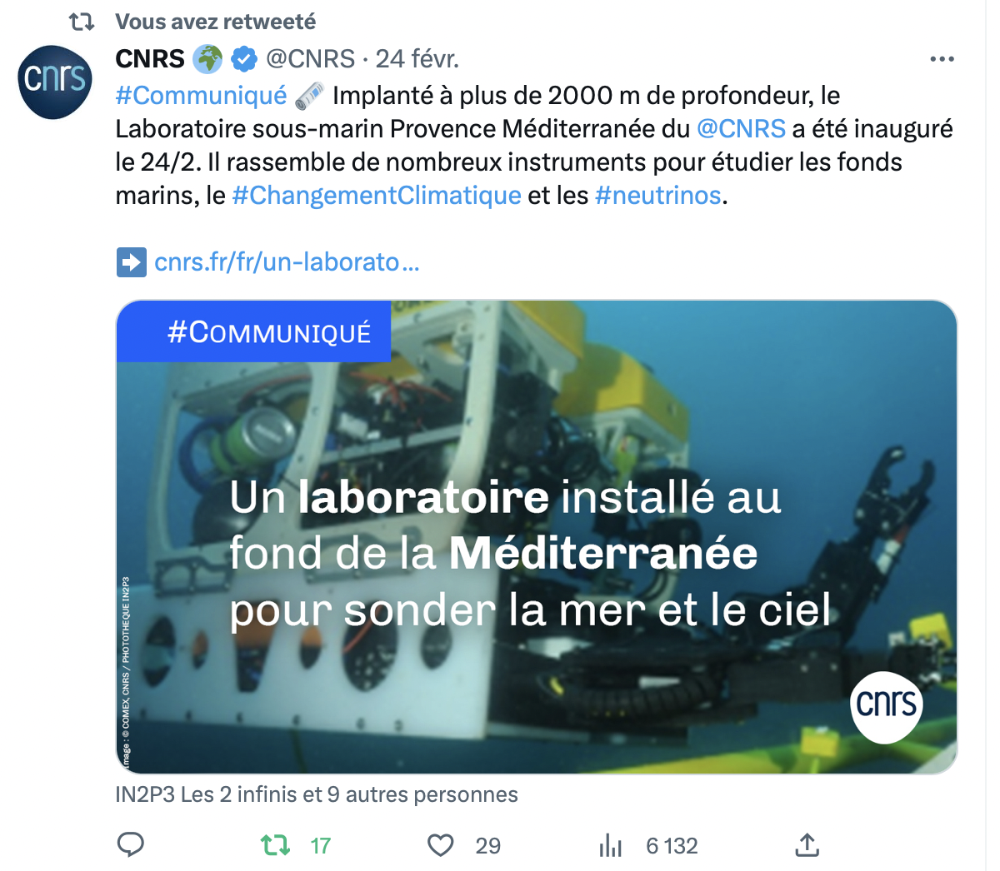 Vous avez retweeté
CNRS @CNRS · 24 févr.
cnrs
#Communiqué Implanté à plus de 2000 m de profondeur, le
Laboratoire sous-marin Provence Méditerranée du @CNRS a été inauguré
le 24/2. Il rassemble de nombreux instruments pour étudier les fonds
marins, le #ChangementClimatique et les #neutrinos.
cnrs.fr/fr/un-laborato...
#COMMUNIQUÉ
Un laboratoire installé au
fond de la Méditerranée
pour sonder la mer et le ciel
Image : © COMEX, CNRS / PHOTOTHEQUE IN2P3
cnrs
IN2P3 Les 2 infinis et 9 autres personnes
17 29 6 132